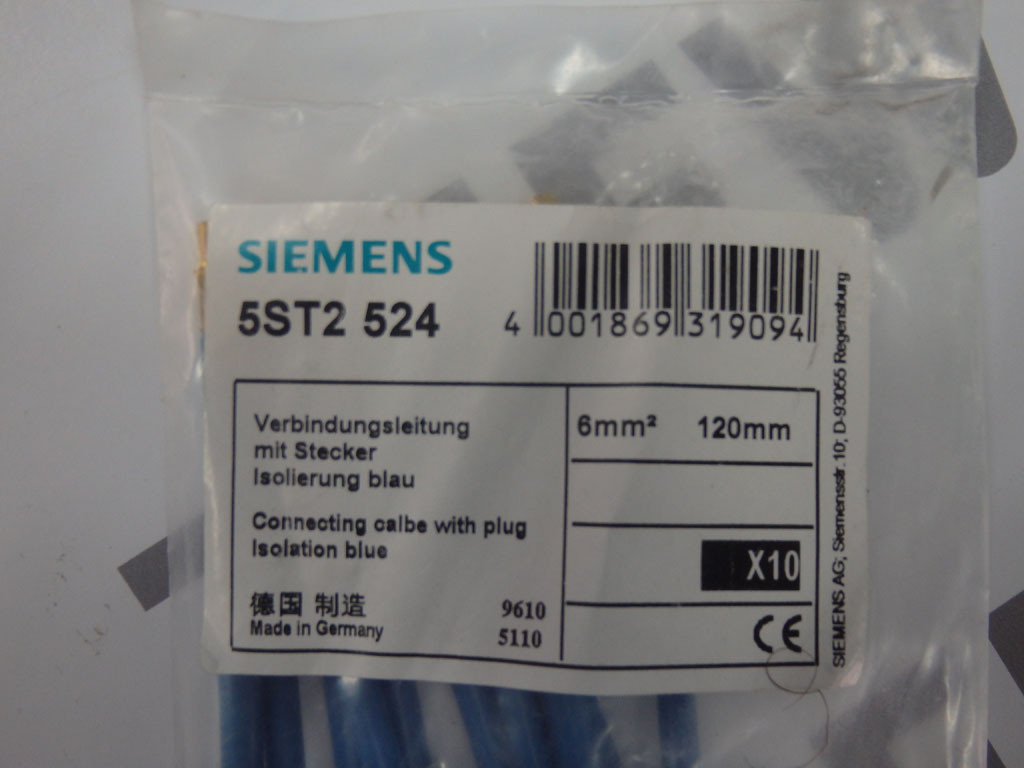 SIEMENS
5ST2 524
4 001869 319094
Verbindungsleitung
mit Stecker
Isolierung blau
Connecting calbe with plug
Isolation blue
德国 制造
Made in Germany
9610
5110
6mm² 120mm
X10
CE
SIEMENS AG; Siemensstr. 10; D-93055 Regensburg